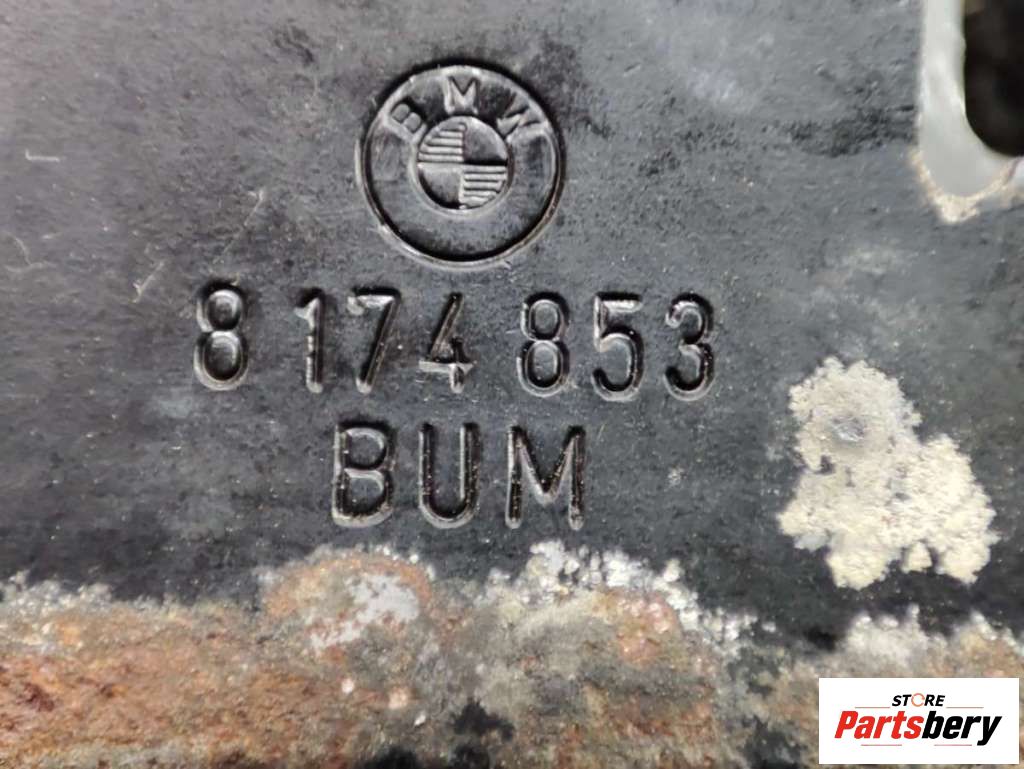 BMW
8 174 853
BUM
STORE
Partsbery